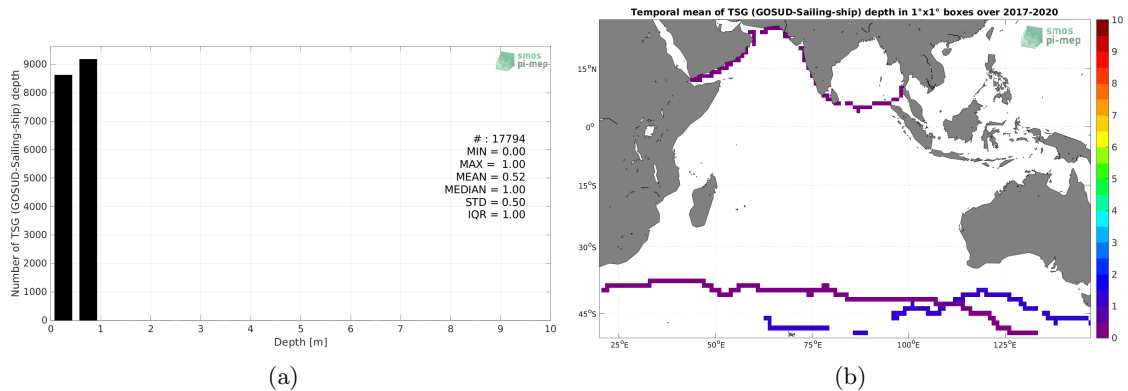 Number of TSG (GOSUD-Sailing-ship) depth
9000
8000
7000
6000
5000
4000
3000
2000
1000
0
0 1 2 3 4 5 6 7 8 9 10
Depth [m]
smos
pi-mep
# : 17794
MIN = 0.00
MAX = 1.00
MEAN = 0.52
MEDIAN = 1.00
STD = 0.50
IQR = 1.00
(a)
Temporal mean of TSG (GOSUD-Sailing-ship) depth in 1°x1° boxes over 2017-2020
smos
pi-mep
15°N
0°
15°S
30°S
45°S
25°E 50°E 75°E 100°E 125°E
10
9
8
7
6
5
4
3
2
1
0
(b)